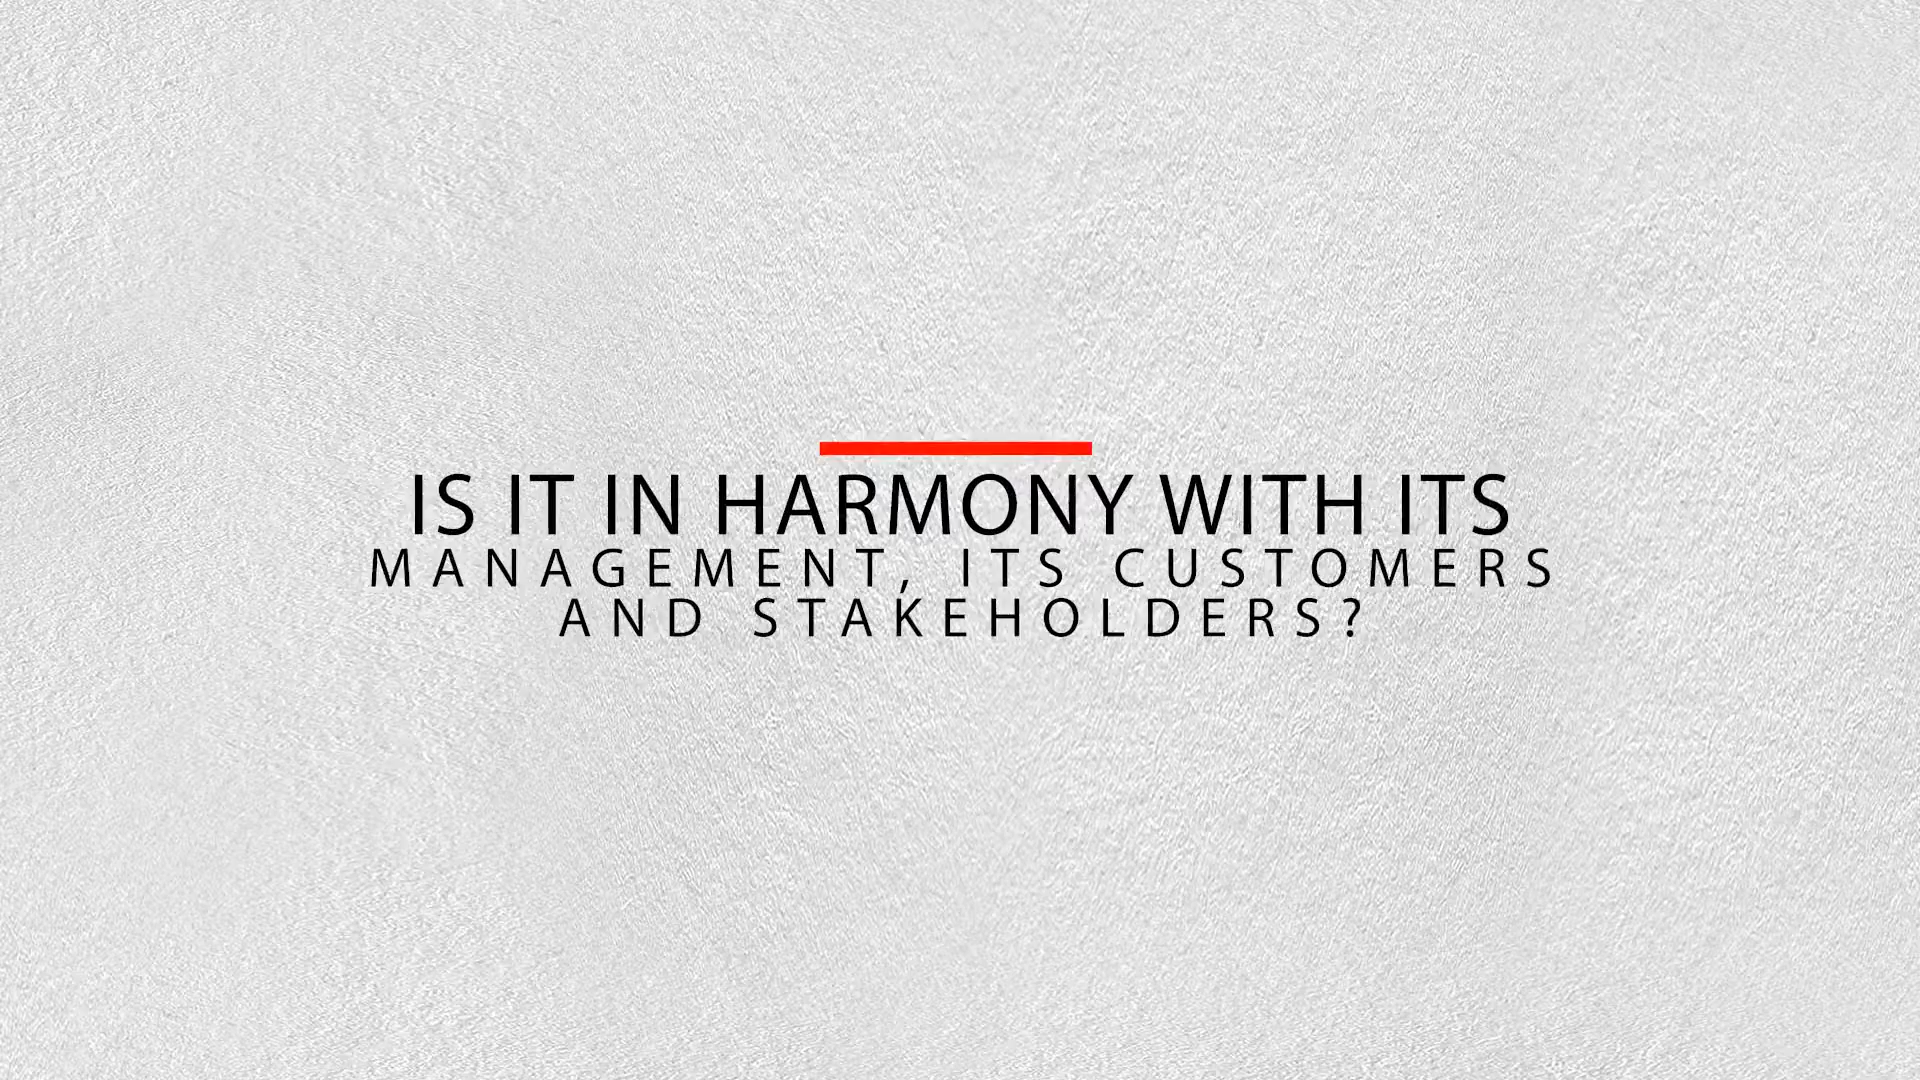 IS IT IN HARMONY WITH ITS
MANAGEMENT, ITS CUSTOMERS
AND STAKEHOLDERS?